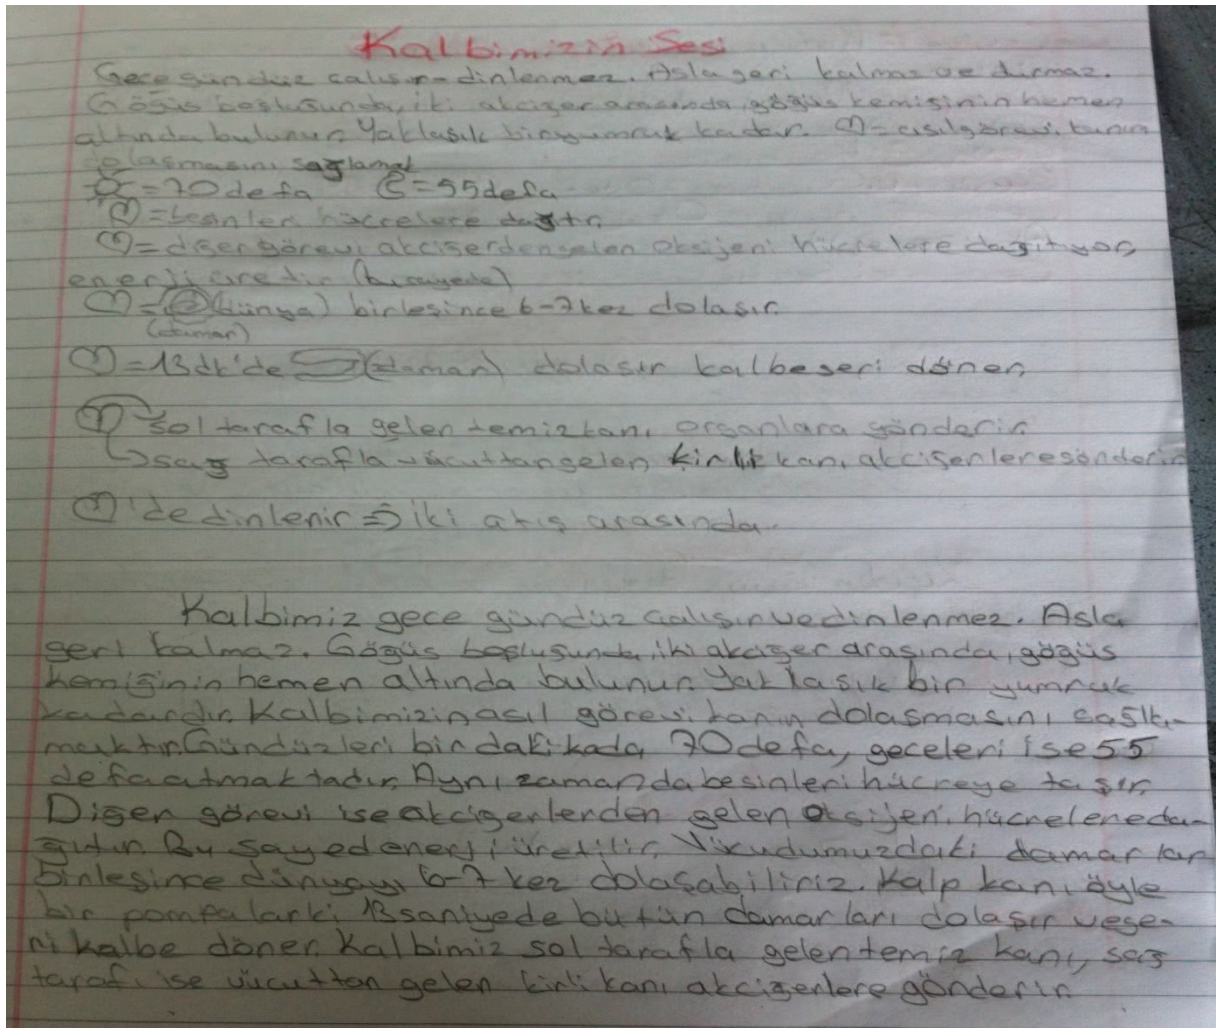 Kalbimizin Sesi
Gece gündüz calışır dinlenmez. Asla geri kalmaz ve durmaz.
Göğüs boşluğunda, iki akciğer arasında, göğüs kemiğinin hemen
altında bulunur. Yaklaşık bir yumruk kadar. = asıl görevi, kanın
dolaşmasını sağlamak
= 70 defa = 55 defa
= besinleri hücrelere dağıtır.
= diğer görevi akciğerden gelen oksijeni hücrelere dağıtıyor,
enerji üretir (bu sayede)
= (dünya) birleşince 6-7 kez dolaşır.
(damar)
= 13 dk'de (damar) dolaşır kalbe geri döner.
sol tarafla gelen temiz kanı organlara gönderir.
→ sağ tarafla vücuttan gelen kirli kanı akciğerlere gönderir.
'de dinlenir ⇒ iki atış arasında.
Kalbimiz gece gündüz calışır ve dinlenmez. Asla
geri kalmaz. Göğüs boşluğunda, iki akciğer arasında, göğüs
kemiğinin hemen altında bulunur. Yaklaşık bir yumruk
kadardır. Kalbimizin asıl görevi kanın dolaşmasını sağla-
maktır. Gündüzleri bir dakikada 70 defa, geceleri ise 55
defa atmaktadır. Aynı zamanda besinleri hücreye taşır.
Diğer görevi ise akciğerlerden gelen oksijeni hücrelere da-
ğıtır. Bu sayede enerji üretilir. Vücudumuzdaki damarlar
birleşince dünyayı 6-7 kez dolaşabiliriz. Kalp kanı öyle
bir pompalarki 13 saniyede bütün damarları dolaşır ve ge-
ri kalbe döner. Kalbimiz sol tarafla gelen temiz kanı, sağ
tarafı ise vücuttan gelen kirli kanı akciğerlere gönderir.